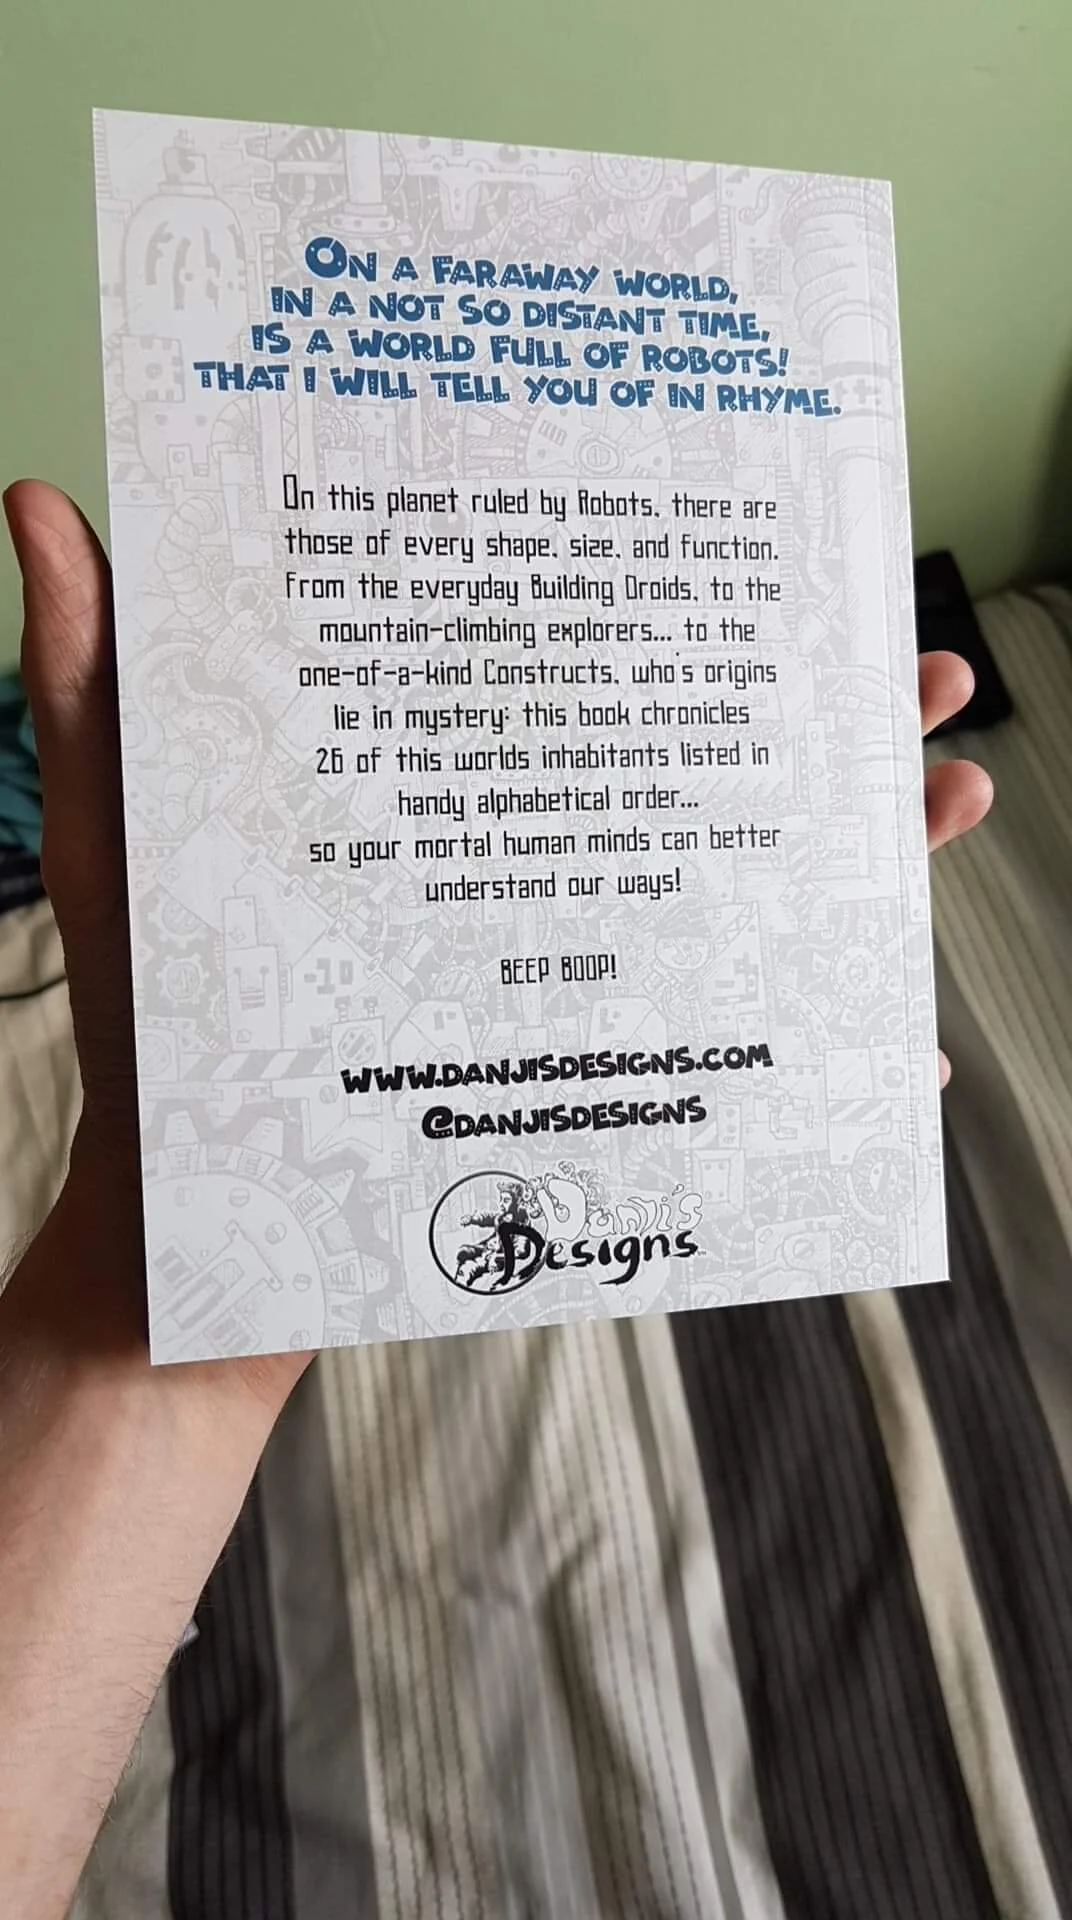 ON A FARAWAY WORLD,
IN A NOT SO DISTANT TIME,
IS A WORLD FULL OF ROBOTS!
THAT I WILL TELL YOU OF IN RHYME.
On this planet ruled by Robots, there are
those of every shape, size, and function.
From the everyday Building Droids, to the
mountain-climbing explorers... to the
one-of-a-kind Constructs, who's origins
lie in mystery: this book chronicles
26 of this worlds inhabitants listed in
handy alphabetical order...
so your mortal human minds can better
understand our ways!
BEEP BOOP!
WWW.DANJISDESIGNS.COM
@DANJISDESIGNS
Danji's
Designs